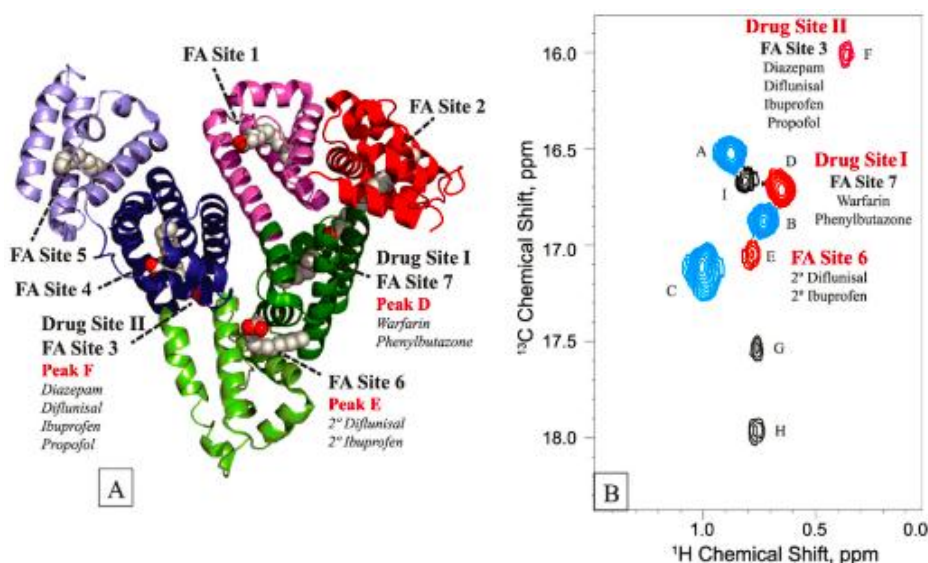 FA Site 1
FA Site 2
FA Site 5
FA Site 4
Drug Site II
FA Site 3
Peak F
Diazepam
Diflunisal
Ibuprofen
Propofol
Drug Site I
FA Site 7
Peak D
Warfarin
Phenylbutazone
FA Site 6
Peak E
2° Diflunisal
2° Ibuprofen
A
Drug Site II
FA Site 3
Diazepam
Diflunisal
Ibuprofen
Propofol
F
A
I
D
Drug Site I
FA Site 7
Warfarin
Phenylbutazone
B
E
FA Site 6
2° Diflunisal
2° Ibuprofen
C
G
H
16.0
16.5
17.0
17.5
18.0
¹³C Chemical Shift, ppm
B
1.0
0.5
0.0
¹H Chemical Shift, ppm